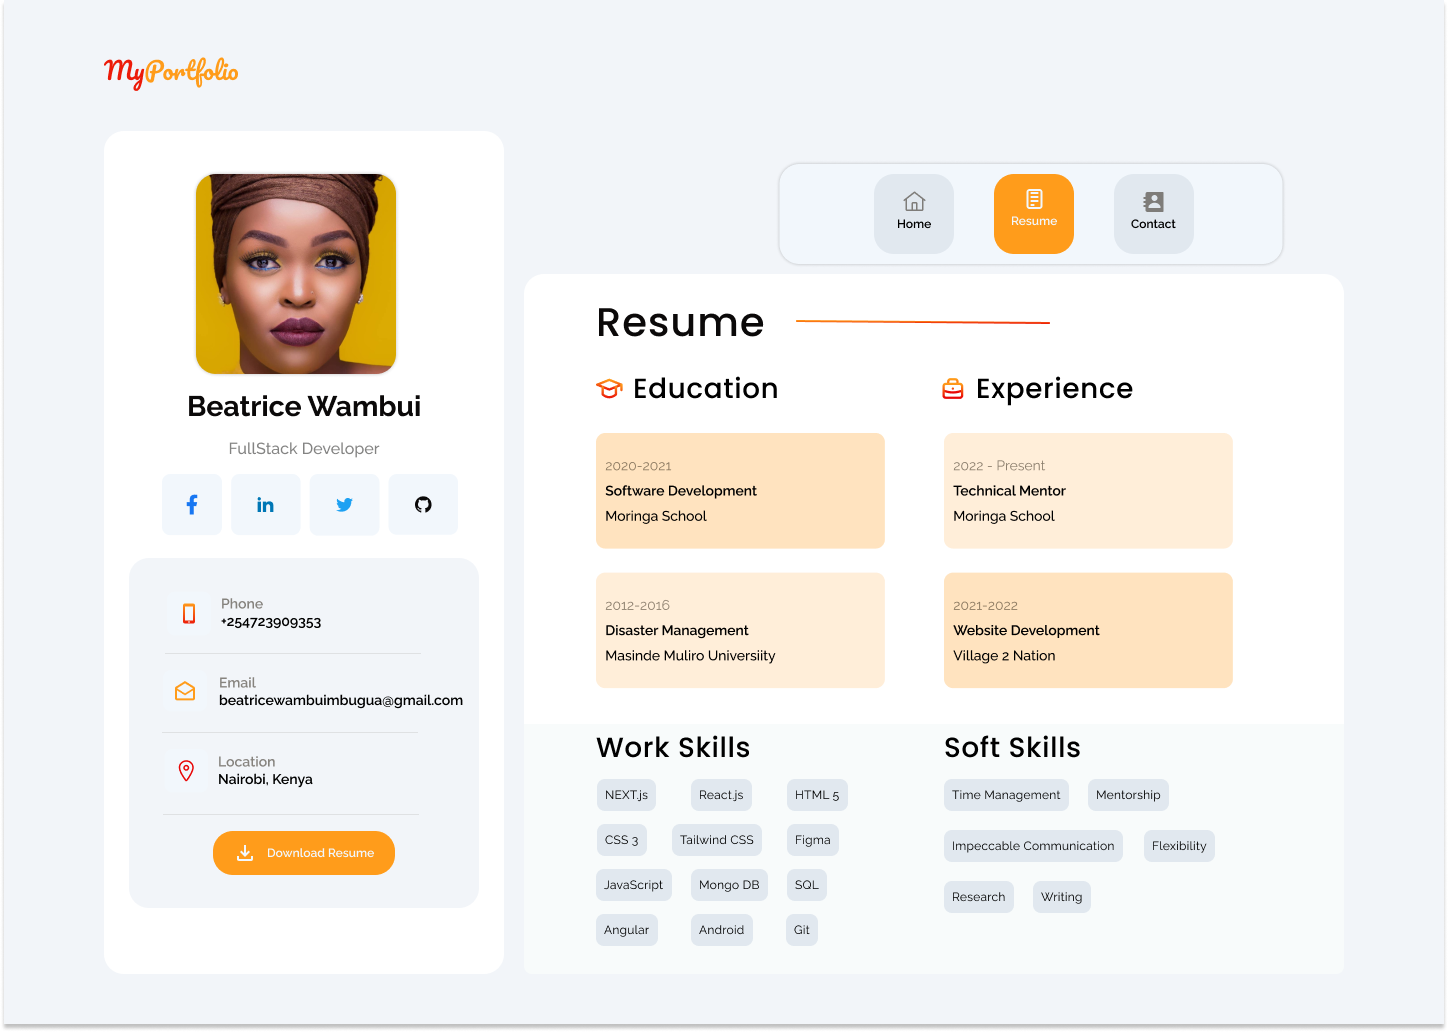 MyPortfolio
Beatrice Wambui
FullStack Developer
Phone
+254723909353
Email
beatricewambuimbugua@gmail.com
Location
Nairobi, Kenya
Download Resume
Home
Resume
Contact
Resume
Education
2020-2021
Software Development
Moringa School
2012-2016
Disaster Management
Masinde Muliro Universiity
Experience
2022 - Present
Technical Mentor
Moringa School
2021-2022
Website Development
Village 2 Nation
Work Skills
NEXT.js React.js HTML 5
CSS 3 Tailwind CSS Figma
JavaScript Mongo DB SQL
Angular Android Git
Soft Skills
Time Management Mentorship
Impeccable Communication Flexibility
Research Writing